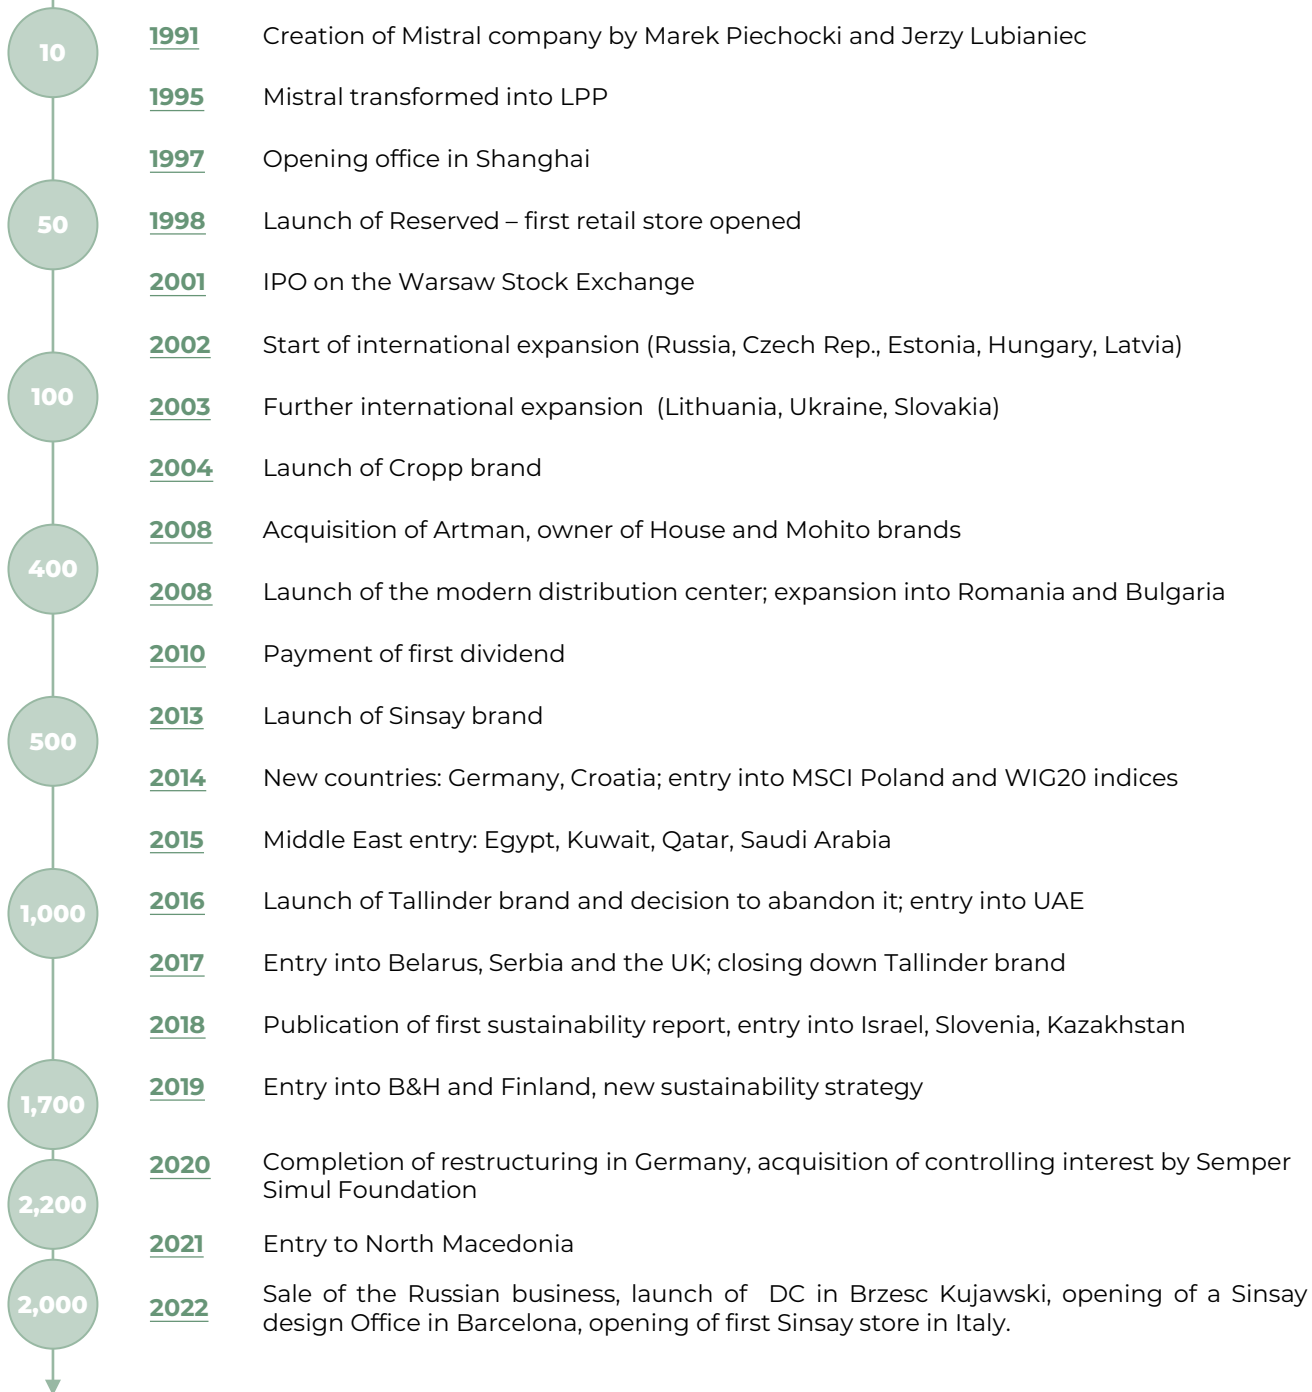 10
1991 Creation of Mistral company by Marek Piechocki and Jerzy Lubianiec
1995 Mistral transformed into LPP
1997 Opening office in Shanghai
50
1998 Launch of Reserved – first retail store opened
2001 IPO on the Warsaw Stock Exchange
2002 Start of international expansion (Russia, Czech Rep., Estonia, Hungary, Latvia)
100
2003 Further international expansion (Lithuania, Ukraine, Slovakia)
2004 Launch of Cropp brand
2008 Acquisition of Artman, owner of House and Mohito brands
400
2008 Launch of the modern distribution center; expansion into Romania and Bulgaria
2010 Payment of first dividend
2013 Launch of Sinsay brand
500
2014 New countries: Germany, Croatia; entry into MSCI Poland and WIG20 indices
2015 Middle East entry: Egypt, Kuwait, Qatar, Saudi Arabia
2016 Launch of Tallinder brand and decision to abandon it; entry into UAE
1,000
2017 Entry into Belarus, Serbia and the UK; closing down Tallinder brand
2018 Publication of first sustainability report, entry into Israel, Slovenia, Kazakhstan
2019 Entry into B&H and Finland, new sustainability strategy
1,700
2020 Completion of restructuring in Germany, acquisition of controlling interest by Semper
Simul Foundation
2,200
2021 Entry to North Macedonia
2,000
2022 Sale of the Russian business, launch of DC in Brzesc Kujawski, opening of a Sinsay
design Office in Barcelona, opening of first Sinsay store in Italy.